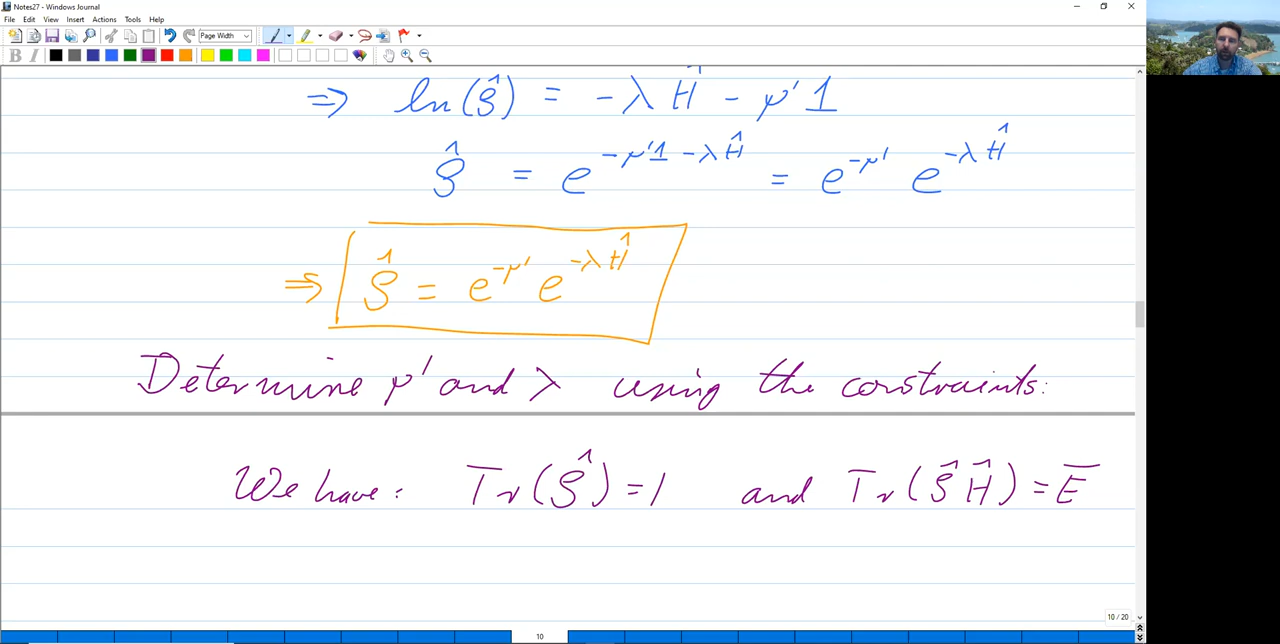 Notes27 - Windows Journal
File Edit View Insert Actions Tools Help
Page Width
B I
⇒ ln(ρ̂) = -λĤ - μ'1
ρ̂ = e^{-μ'1 -λĤ} = e^{-μ'} e^{-λĤ}
⇒ ρ̂ = e^{-μ'} e^{-λĤ}
Determine μ' and λ using the constraints:
We have: Tr(ρ̂) = 1 and Tr(ρ̂Ĥ) = E̅
10 / 20
10